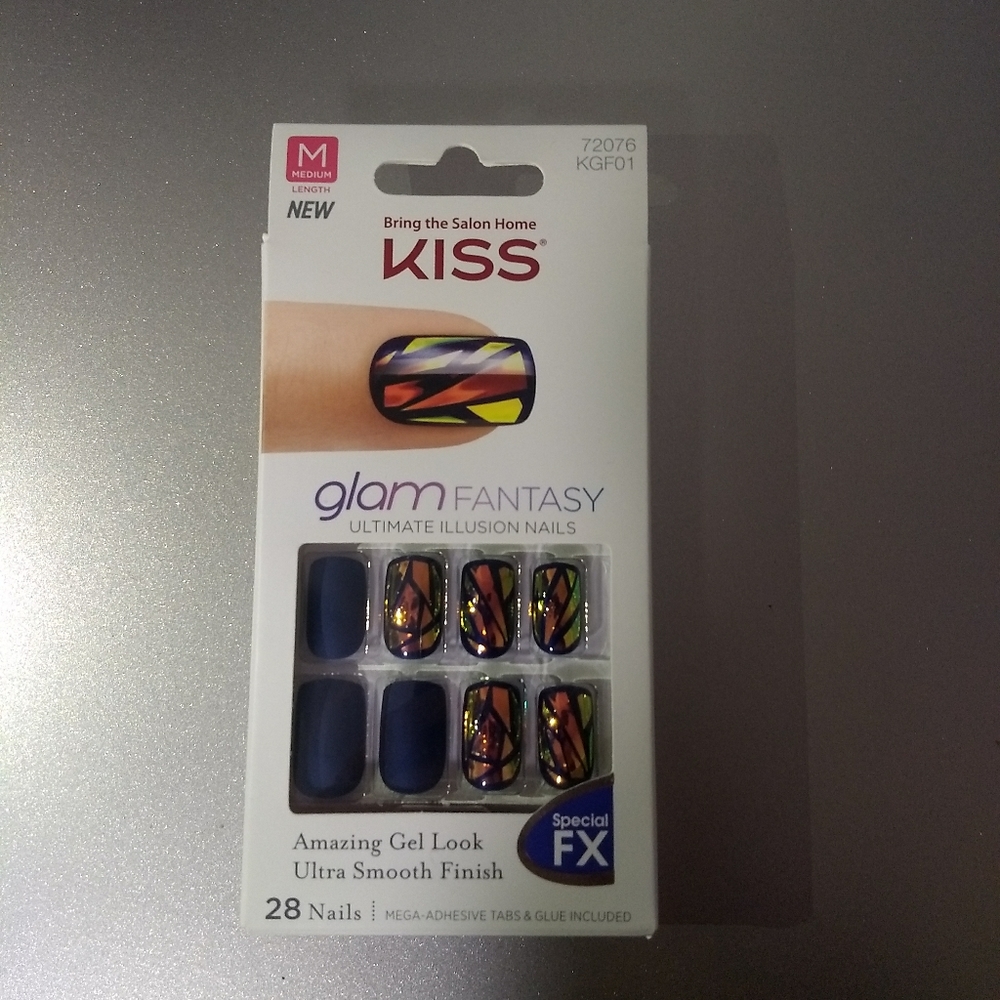 M
MEDIUM
LENGTH
NEW
72076
KGF01
Bring the Salon Home
KISS®
glam FANTASY
ULTIMATE ILLUSION NAILS
Special
FX
Amazing Gel Look
Ultra Smooth Finish
28 Nails
MEGA-ADHESIVE TABS & GLUE INCLUDED